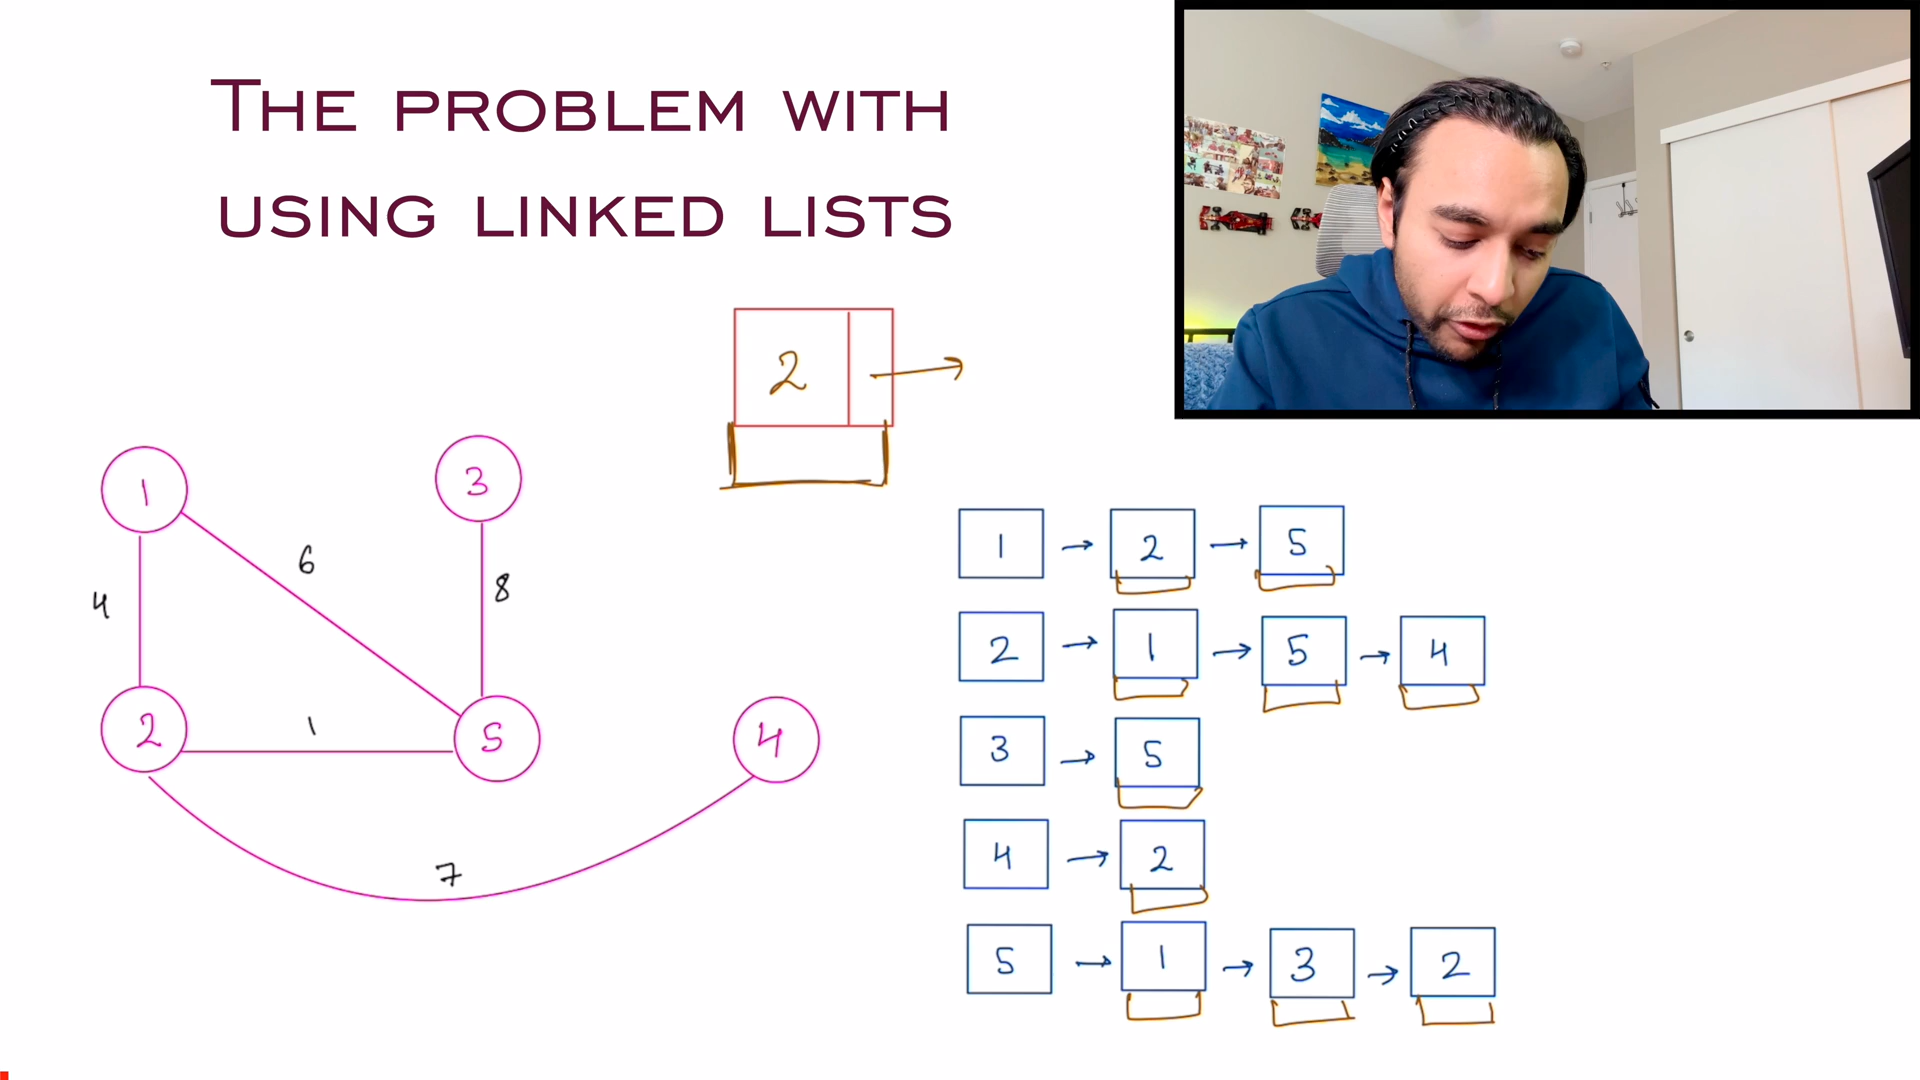 THE PROBLEM WITH
USING LINKED LISTS
2 →
1 3
6
4 8
2 1 5 4
7
1 → 2 → 5
2 → 1 → 5 → 4
3 → 5
4 → 2
5 → 1 → 3 → 2